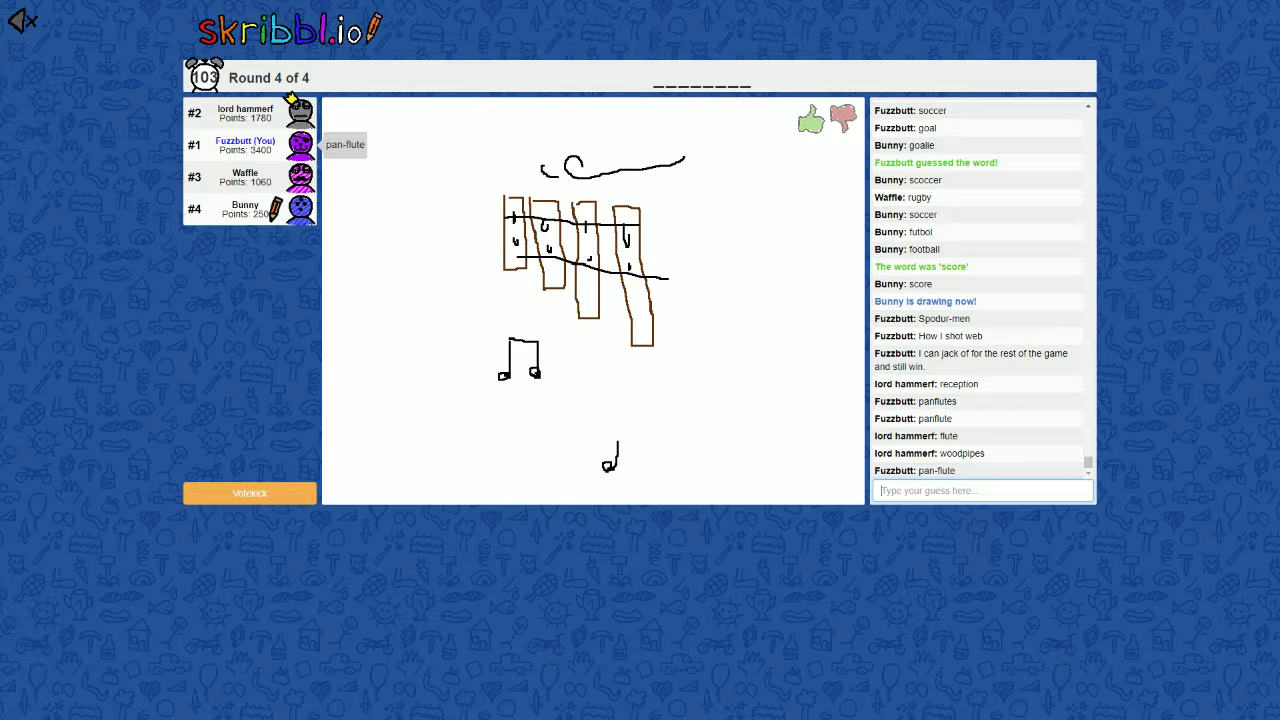 skribbl.io
103
Round 4 of 4
________
#2
lord hammerf
Points: 1780
#1
Fuzzbutt (You)
Points: 3400
#3
Waffle
Points: 1060
#4
Bunny
Points: 250
pan-flute
Votekick
Fuzzbutt: soccer
Fuzzbutt: goal
Bunny: goalie
Fuzzbutt guessed the word!
Bunny: scoccer
Waffle: rugby
Bunny: soccer
Bunny: futbol
Bunny: football
The word was 'score'
Bunny: score
Bunny is drawing now!
Fuzzbutt: Spodur-men
Fuzzbutt: How I shot web
Fuzzbutt: I can jack of for the rest of the game
and still win.
lord hammerf: reception
Fuzzbutt: panflutes
Fuzzbutt: panflute
lord hammerf: flute
lord hammerf: woodpipes
Fuzzbutt: pan-flute
Type your guess here...